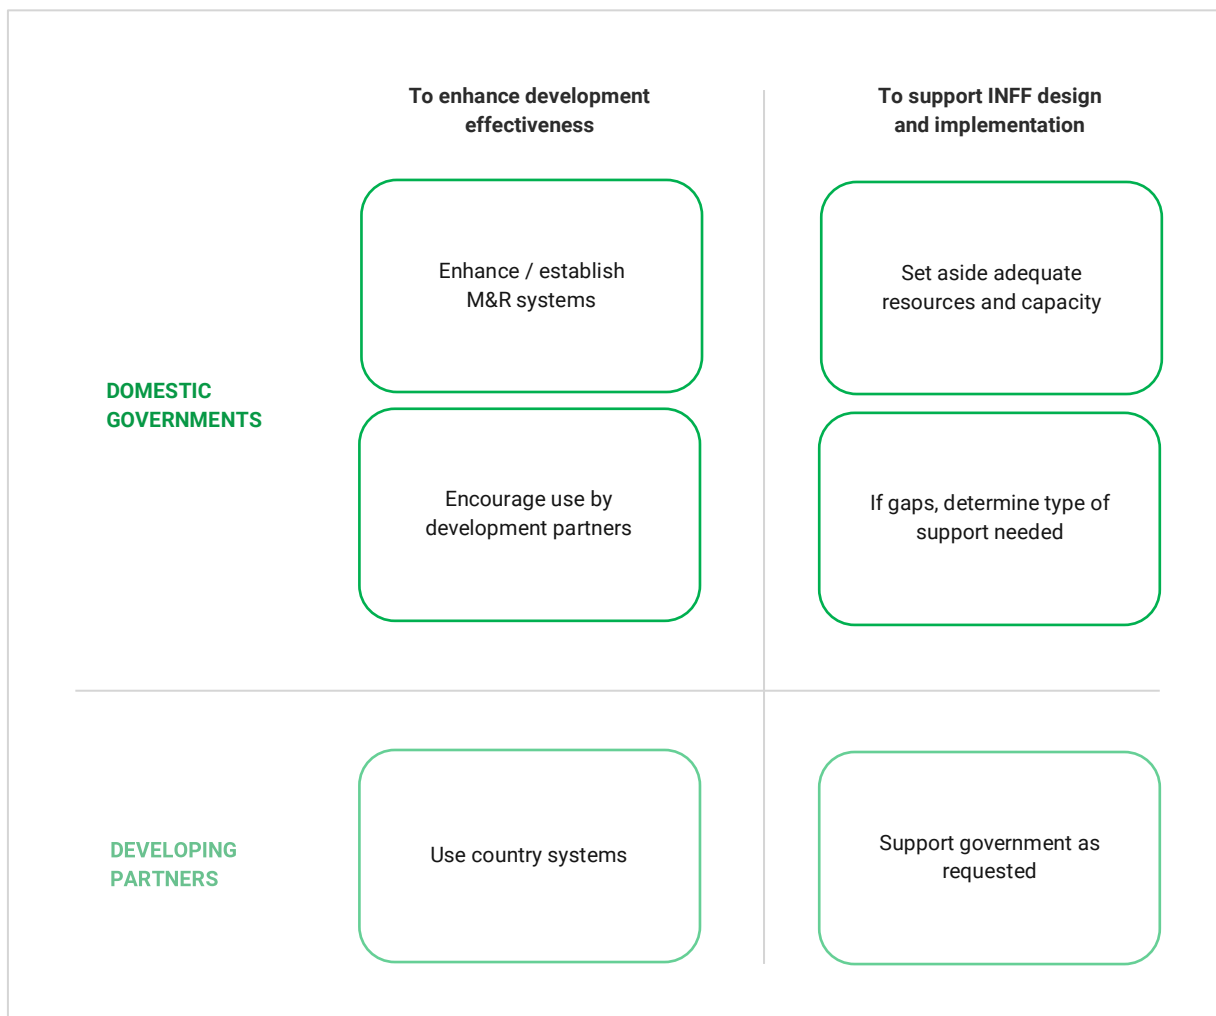 To enhance development
effectiveness
To support INFF design
and implementation
DOMESTIC
GOVERNMENTS
Enhance / establish
M&R systems
Set aside adequate
resources and capacity
Encourage use by
development partners
If gaps, determine type of
support needed
DEVELOPING
PARTNERS
Use country systems
Support government as
requested